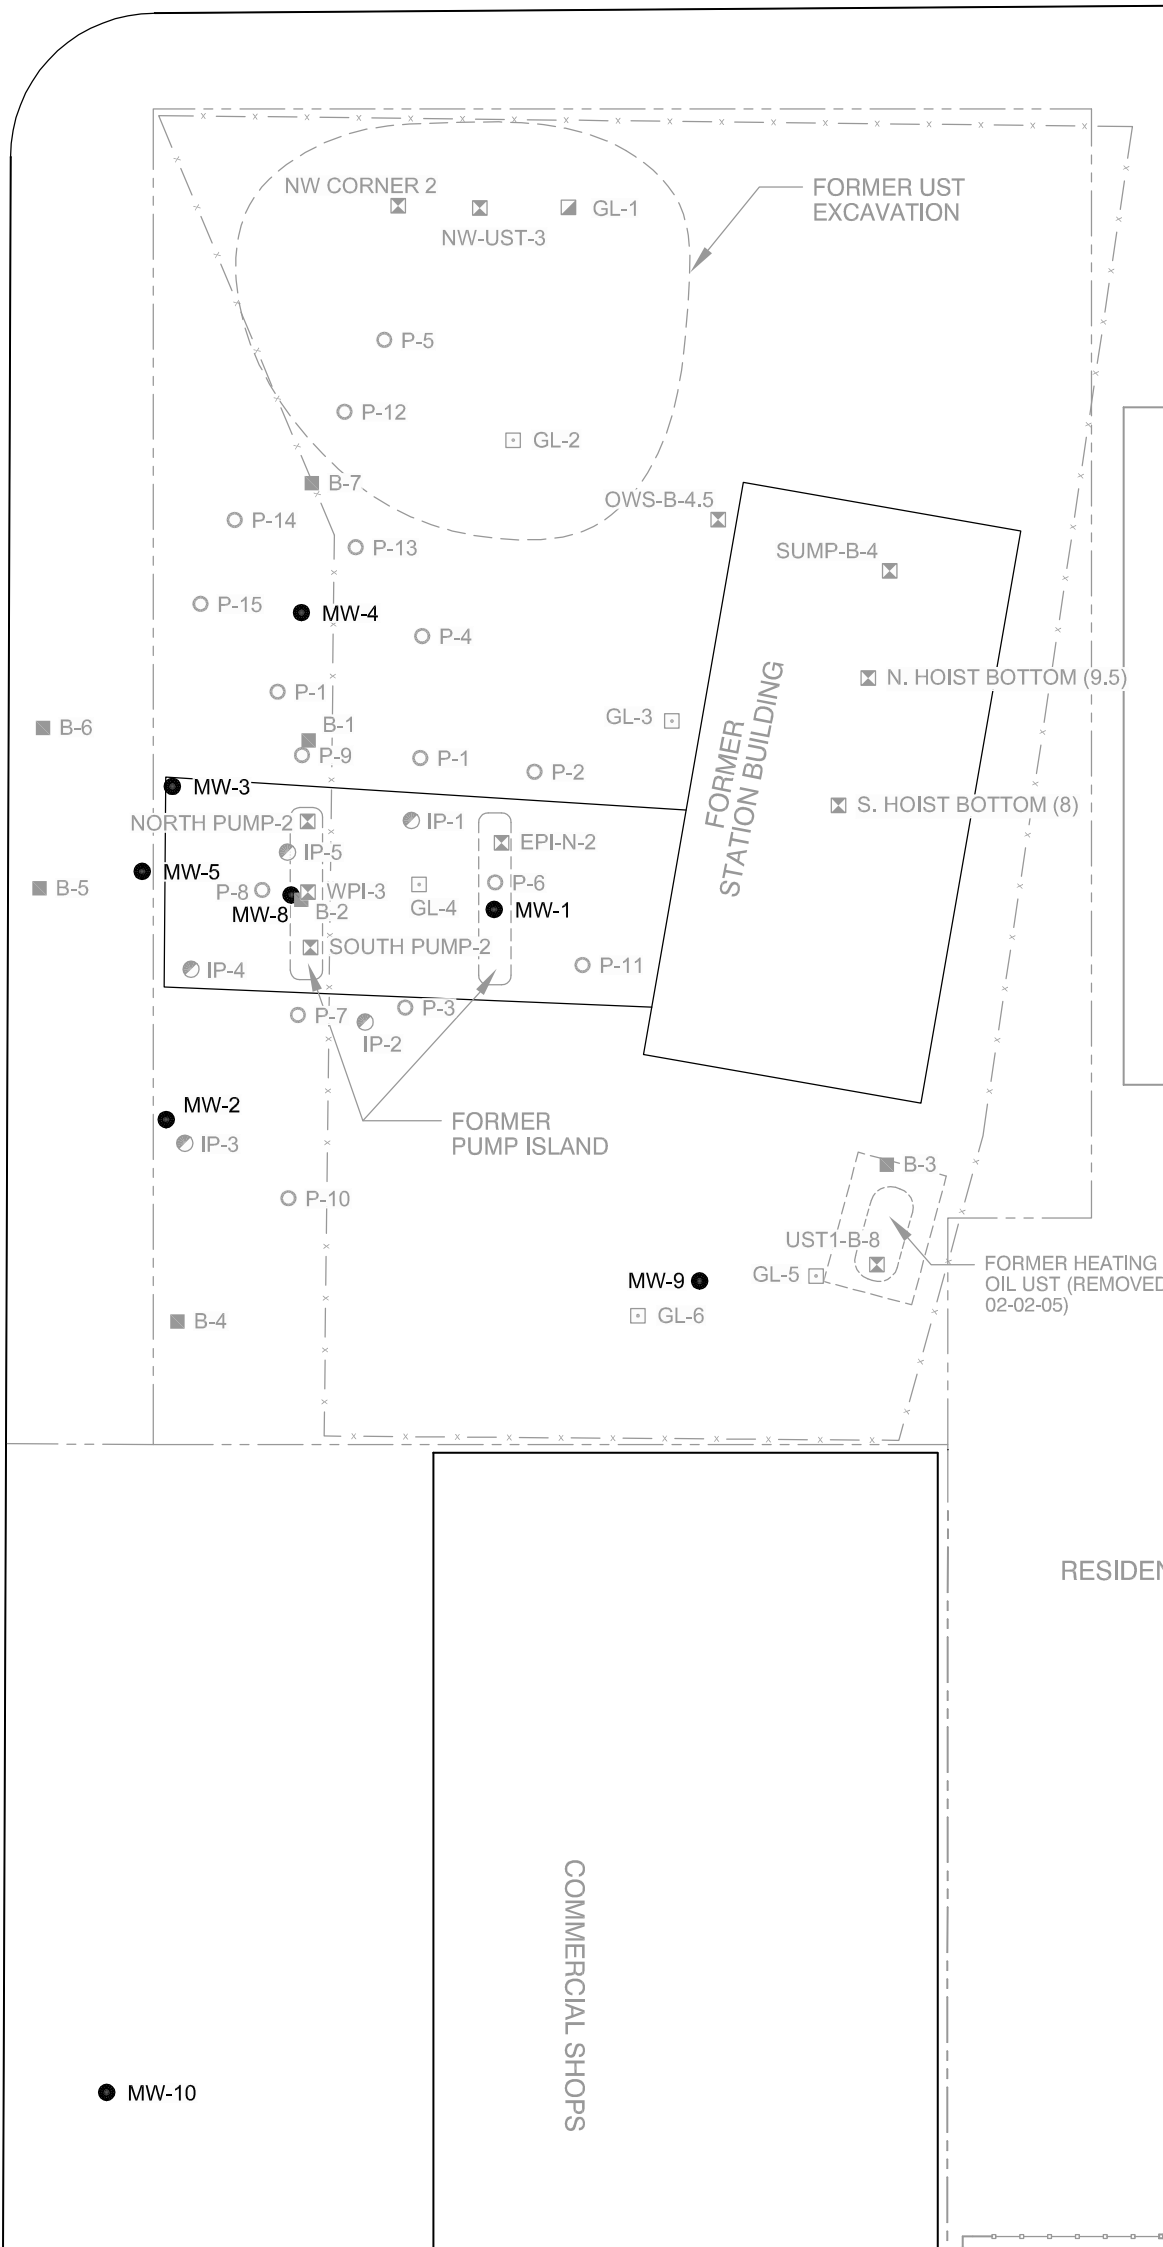 NW CORNER 2
NW-UST-3
GL-1
FORMER UST
EXCAVATION
P-5
P-12
GL-2
B-7
P-14
P-13
OWS-B-4.5
SUMP-B-4
P-15
MW-4
P-4
N. HOIST BOTTOM (9.5)
P-1
B-6
B-1
P-9
P-1
P-2
GL-3
FORMER
STATION BUILDING
MW-3
S. HOIST BOTTOM (8)
NORTH PUMP-2
IP-1
IP-5
EPI-N-2
MW-5
B-5
P-8
WPI-3
MW-8
B-2
GL-4
P-6
MW-1
SOUTH PUMP-2
IP-4
P-11
P-7
P-3
IP-2
MW-2
IP-3
FORMER
PUMP ISLAND
B-3
P-10
UST1-B-8
MW-9
GL-5
FORMER HEATING
OIL UST (REMOVED
02-02-05)
GL-6
B-4
RESIDEN
COMMERCIAL SHOPS
MW-10